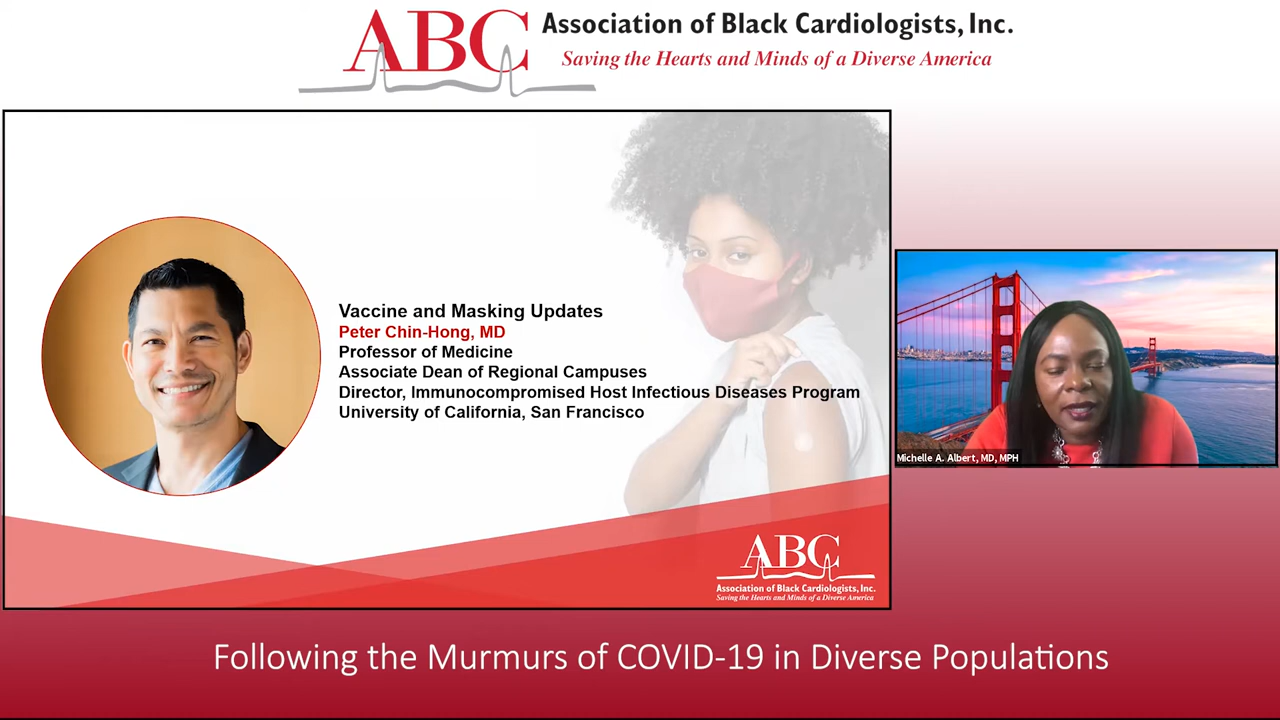 ABC Association of Black Cardiologists, Inc.
Saving the Hearts and Minds of a Diverse America
Vaccine and Masking Updates
Peter Chin-Hong, MD
Professor of Medicine
Associate Dean of Regional Campuses
Director, Immunocompromised Host Infectious Diseases Program
University of California, San Francisco
Michelle A. Albert, MD, MPH
ABC
Association of Black Cardiologists, Inc.
Saving the Hearts and Minds of a Diverse America
Following the Murmurs of COVID-19 in Diverse Populations